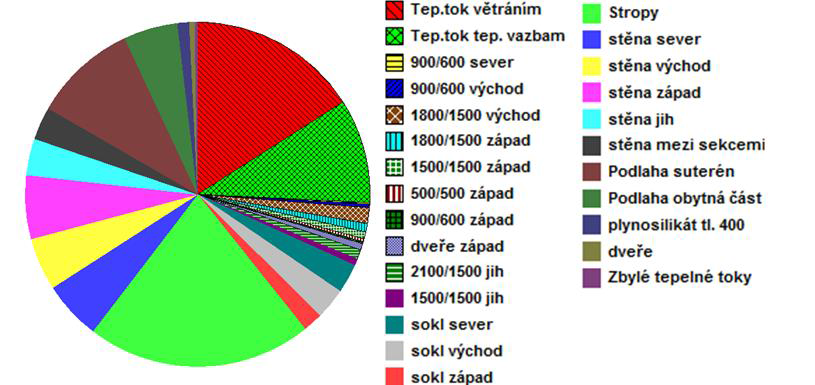 Tep.tok větráním
Tep.tok tep. vazbam
900/600 sever
900/600 východ
1800/1500 východ
1800/1500 západ
1500/1500 západ
500/500 západ
900/600 západ
dveře západ
2100/1500 jih
1500/1500 jih
sokl sever
sokl východ
sokl západ
Stropy
stěna sever
stěna východ
stěna západ
stěna jih
stěna mezi sekcemi
Podlaha suterén
Podlaha obytná část
plynosilikát tl. 400
dveře
Zbylé tepelné toky